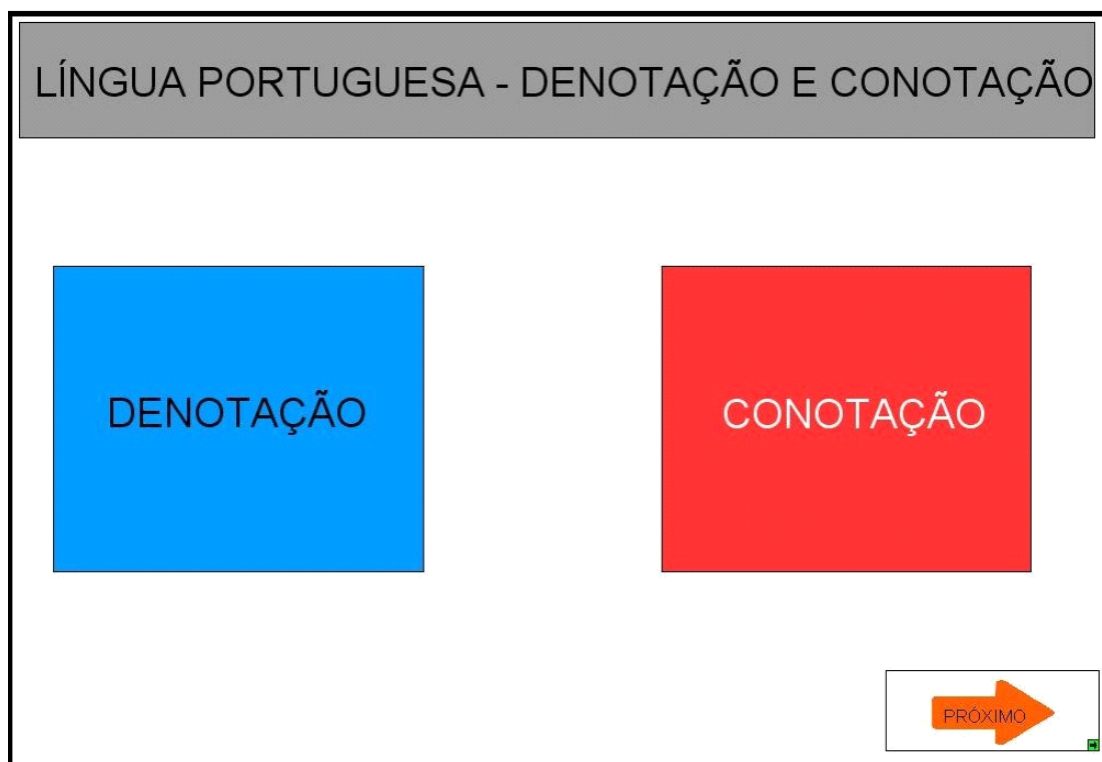 LÍNGUA PORTUGUESA - DENOTAÇÃO E CONOTAÇÃO
DENOTAÇÃO
CONOTAÇÃO
PRÓXIMO